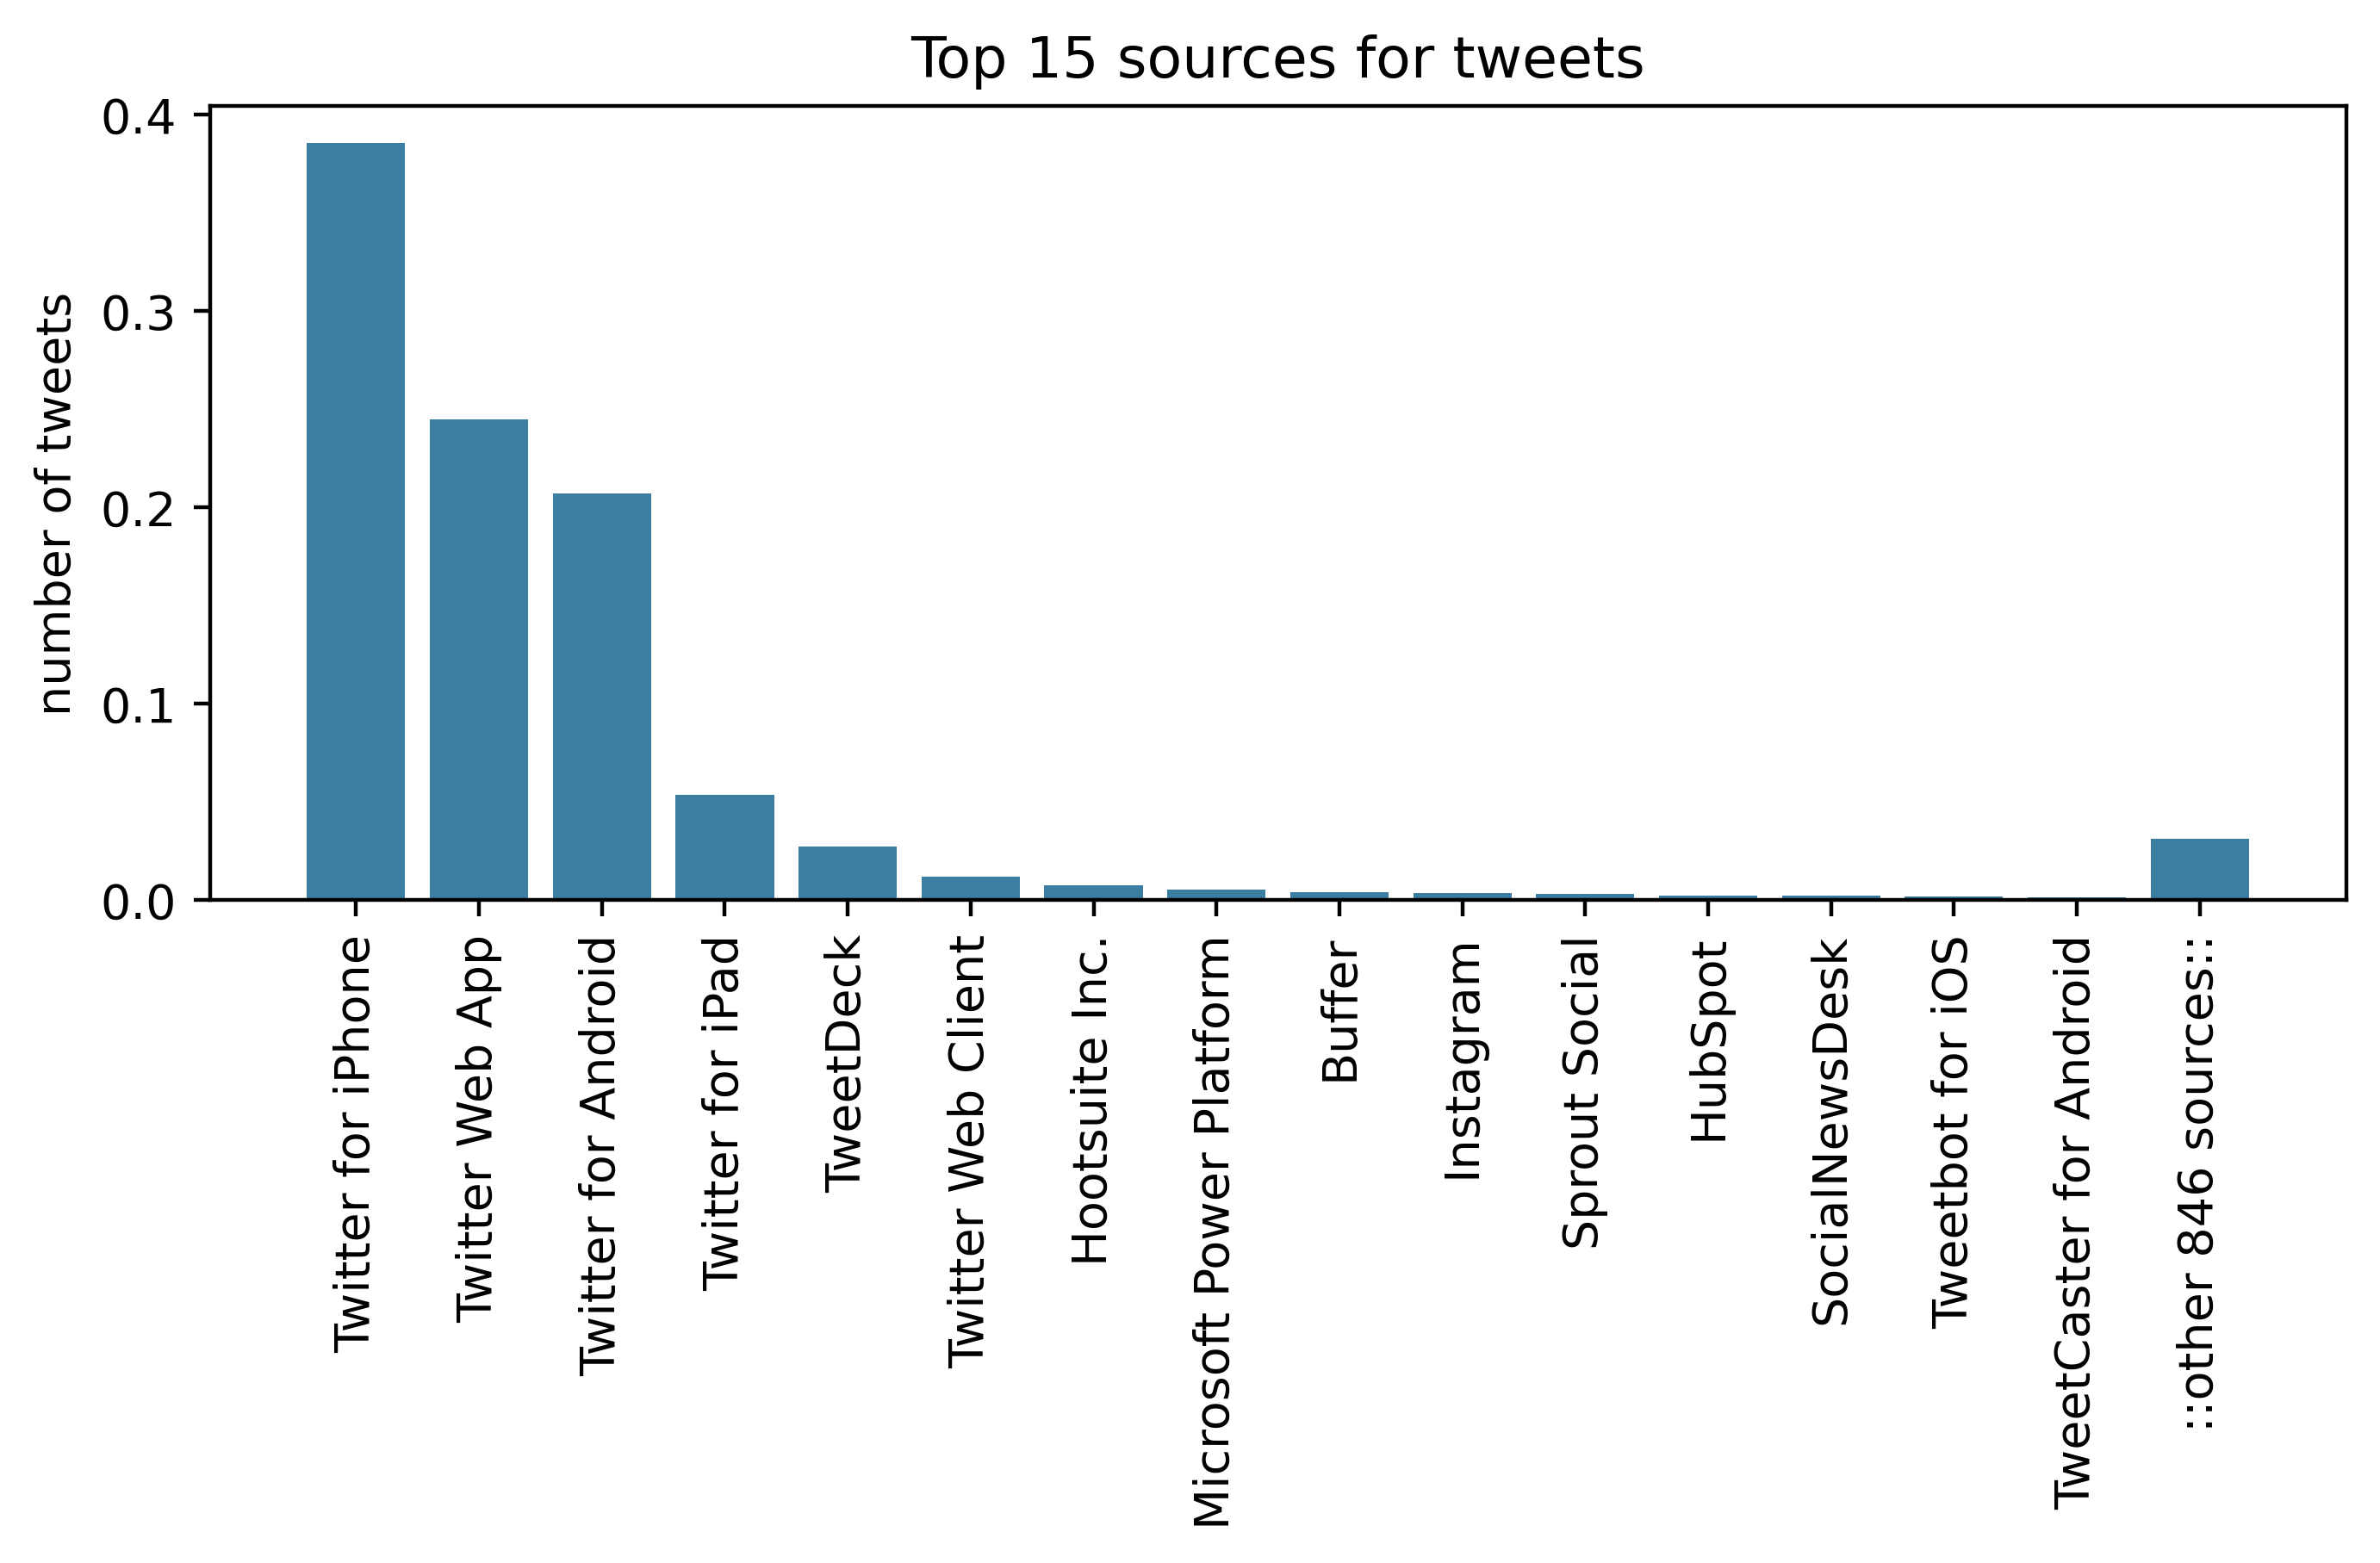 Top 15 sources for tweets
number of tweets
0.4
0.3
0.2
0.1
0.0
Twitter for iPhone
Twitter Web App
Twitter for Android
Twitter for iPad
TweetDeck
Twitter Web Client
Hootsuite Inc.
Microsoft Power Platform
Buffer
Instagram
Sprout Social
HubSpot
SocialNewsDesk
Tweetbot for iOS
TweetCaster for Android
::other 846 sources::